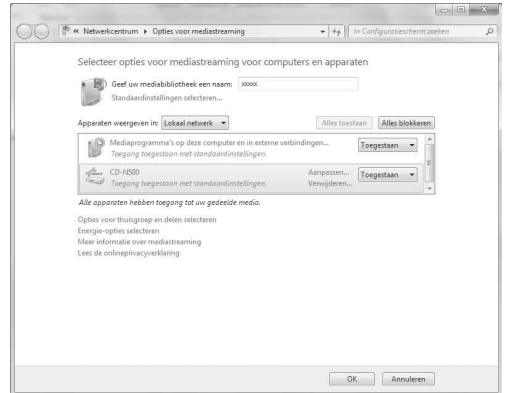 « Netwerkcentrum ▸ Opties voor mediastreaming
In Configuratiescherm zoeken
Selecteer opties voor mediastreaming voor computers en apparaten
Geef uw mediabibliotheek een naam: xxxxx
Standaardinstellingen selecteren...
Apparaten weergeven in: Lokaal netwerk
Alles toestaan
Alles blokkeren
Mediaprogramma's op deze computer en in externe verbindingen...
Toegestaan
Toegang toegestaan met standaardinstellingen.
CD-N500
Aanpassen...
Toegestaan
Toegang toegestaan met standaardinstellingen.
Verwijderen...
Alle apparaten hebben toegang tot uw gedeelde media.
Opties voor thuisgroep en delen selecteren
Energie-opties selecteren
Meer informatie over mediastreaming
Lees de onlineprivacyverklaring
OK
Annuleren